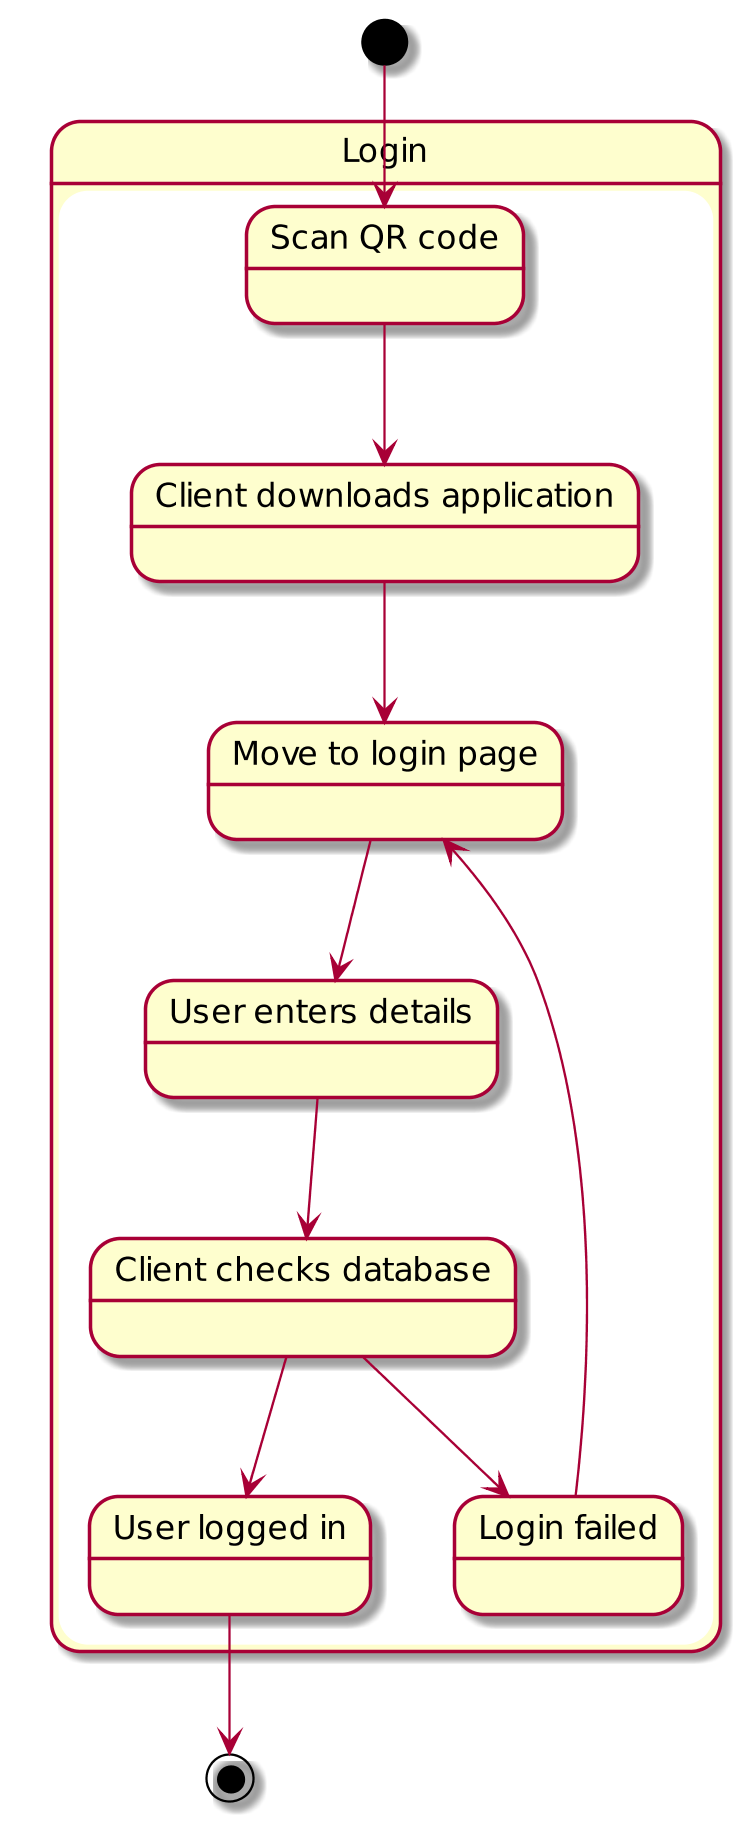 Login
Scan QR code
Client downloads application
Move to login page
User enters details
Client checks database
User logged in
Login failed